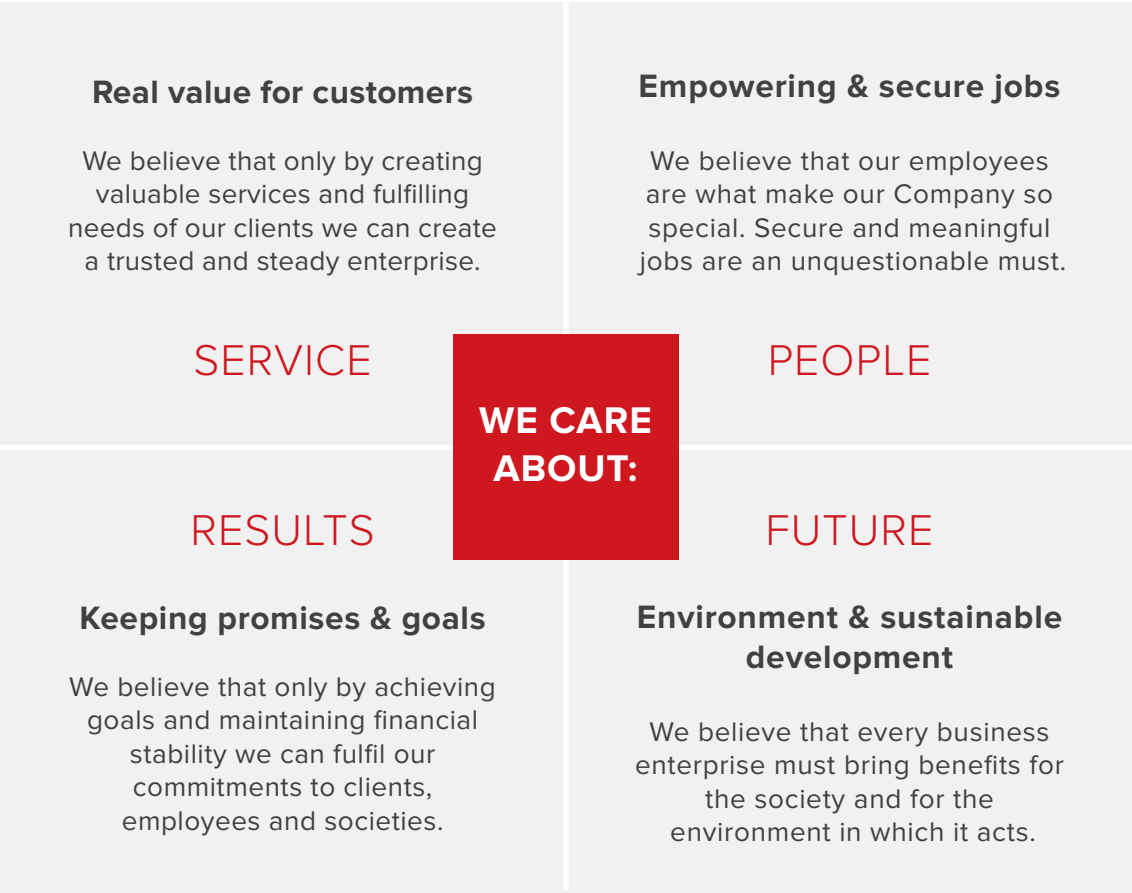 Real value for customers
We believe that only by creating
valuable services and fulfilling
needs of our clients we can create
a trusted and steady enterprise.
SERVICE
Empowering & secure jobs
We believe that our employees
are what make our Company so
special. Secure and meaningful
jobs are an unquestionable must.
PEOPLE
WE CARE
ABOUT:
RESULTS
Keeping promises & goals
We believe that only by achieving
goals and maintaining financial
stability we can fulfil our
commitments to clients,
employees and societies.
FUTURE
Environment & sustainable
development
We believe that every business
enterprise must bring benefits for
the society and for the
environment in which it acts.